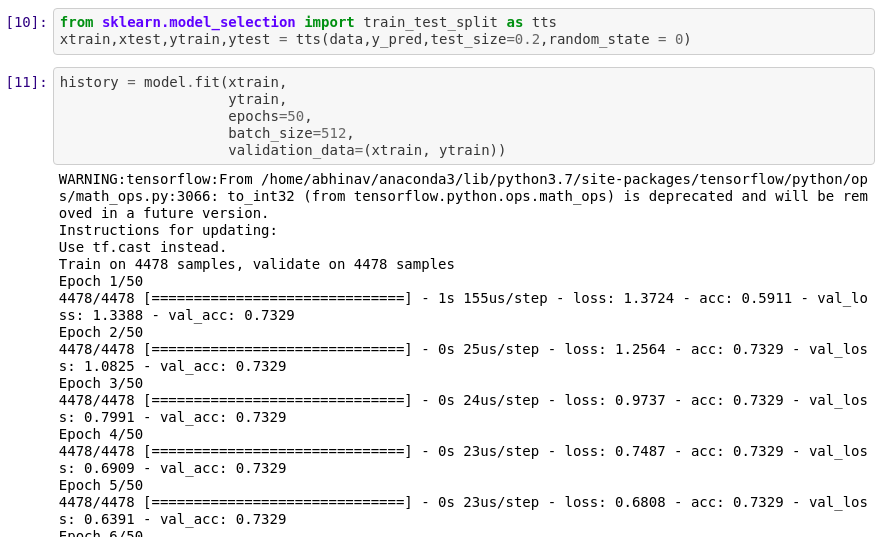 [10]: from sklearn.model_selection import train_test_split as tts
xtrain,xtest,ytrain,ytest = tts(data,y_pred,test_size=0.2,random_state = 0)
[11]: history = model.fit(xtrain,
ytrain,
epochs=50,
batch_size=512,
validation_data=(xtrain, ytrain))
WARNING:tensorflow:From /home/abhinav/anaconda3/lib/python3.7/site-packages/tensorflow/python/op
s/math_ops.py:3066: to_int32 (from tensorflow.python.ops.math_ops) is deprecated and will be rem
oved in a future version.
Instructions for updating:
Use tf.cast instead.
Train on 4478 samples, validate on 4478 samples
Epoch 1/50
4478/4478 [==============================] - 1s 155us/step - loss: 1.3724 - acc: 0.5911 - val_lo
ss: 1.3388 - val_acc: 0.7329
Epoch 2/50
4478/4478 [==============================] - 0s 25us/step - loss: 1.2564 - acc: 0.7329 - val_los
s: 1.0825 - val_acc: 0.7329
Epoch 3/50
4478/4478 [==============================] - 0s 24us/step - loss: 0.9737 - acc: 0.7329 - val_los
s: 0.7991 - val_acc: 0.7329
Epoch 4/50
4478/4478 [==============================] - 0s 23us/step - loss: 0.7487 - acc: 0.7329 - val_los
s: 0.6909 - val_acc: 0.7329
Epoch 5/50
4478/4478 [==============================] - 0s 23us/step - loss: 0.6808 - acc: 0.7329 - val_los
s: 0.6391 - val_acc: 0.7329
Epoch 6/50